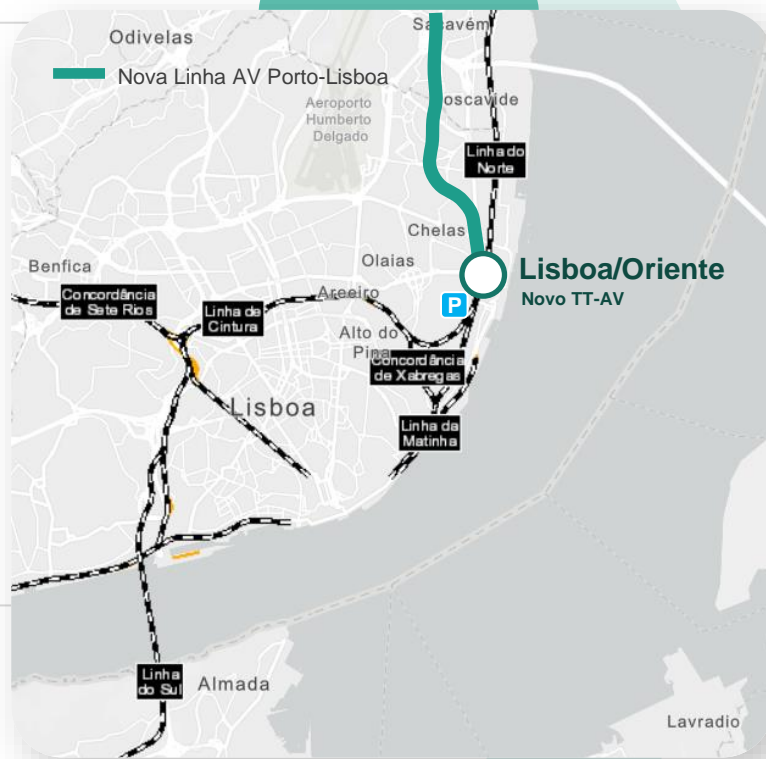 Sacavém
Odivelas
Nova Linha AV Porto-Lisboa
Aeroporto
Humberto
Delgado
oscavide
Linha do
Norte
Chelas
Olaias
Benfica
Lisboa/Oriente
Novo TT-AV
Concordância
de Sete Rios
Areeiro
P
Linha de
Cintura
Alto do
Pina
Concordância
de Xabregas
Lisboa
Linha da
Matinha
Linha
do Sul
Almada
Lavradio